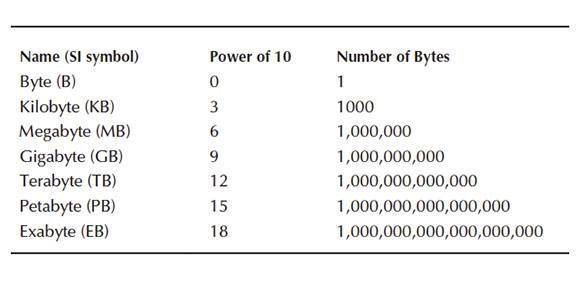 Name (SI symbol) Power of 10 Number of Bytes
Byte (B) 0 1
Kilobyte (KB) 3 1000
Megabyte (MB) 6 1,000,000
Gigabyte (GB) 9 1,000,000,000
Terabyte (TB) 12 1,000,000,000,000
Petabyte (PB) 15 1,000,000,000,000,000
Exabyte (EB) 18 1,000,000,000,000,000,000